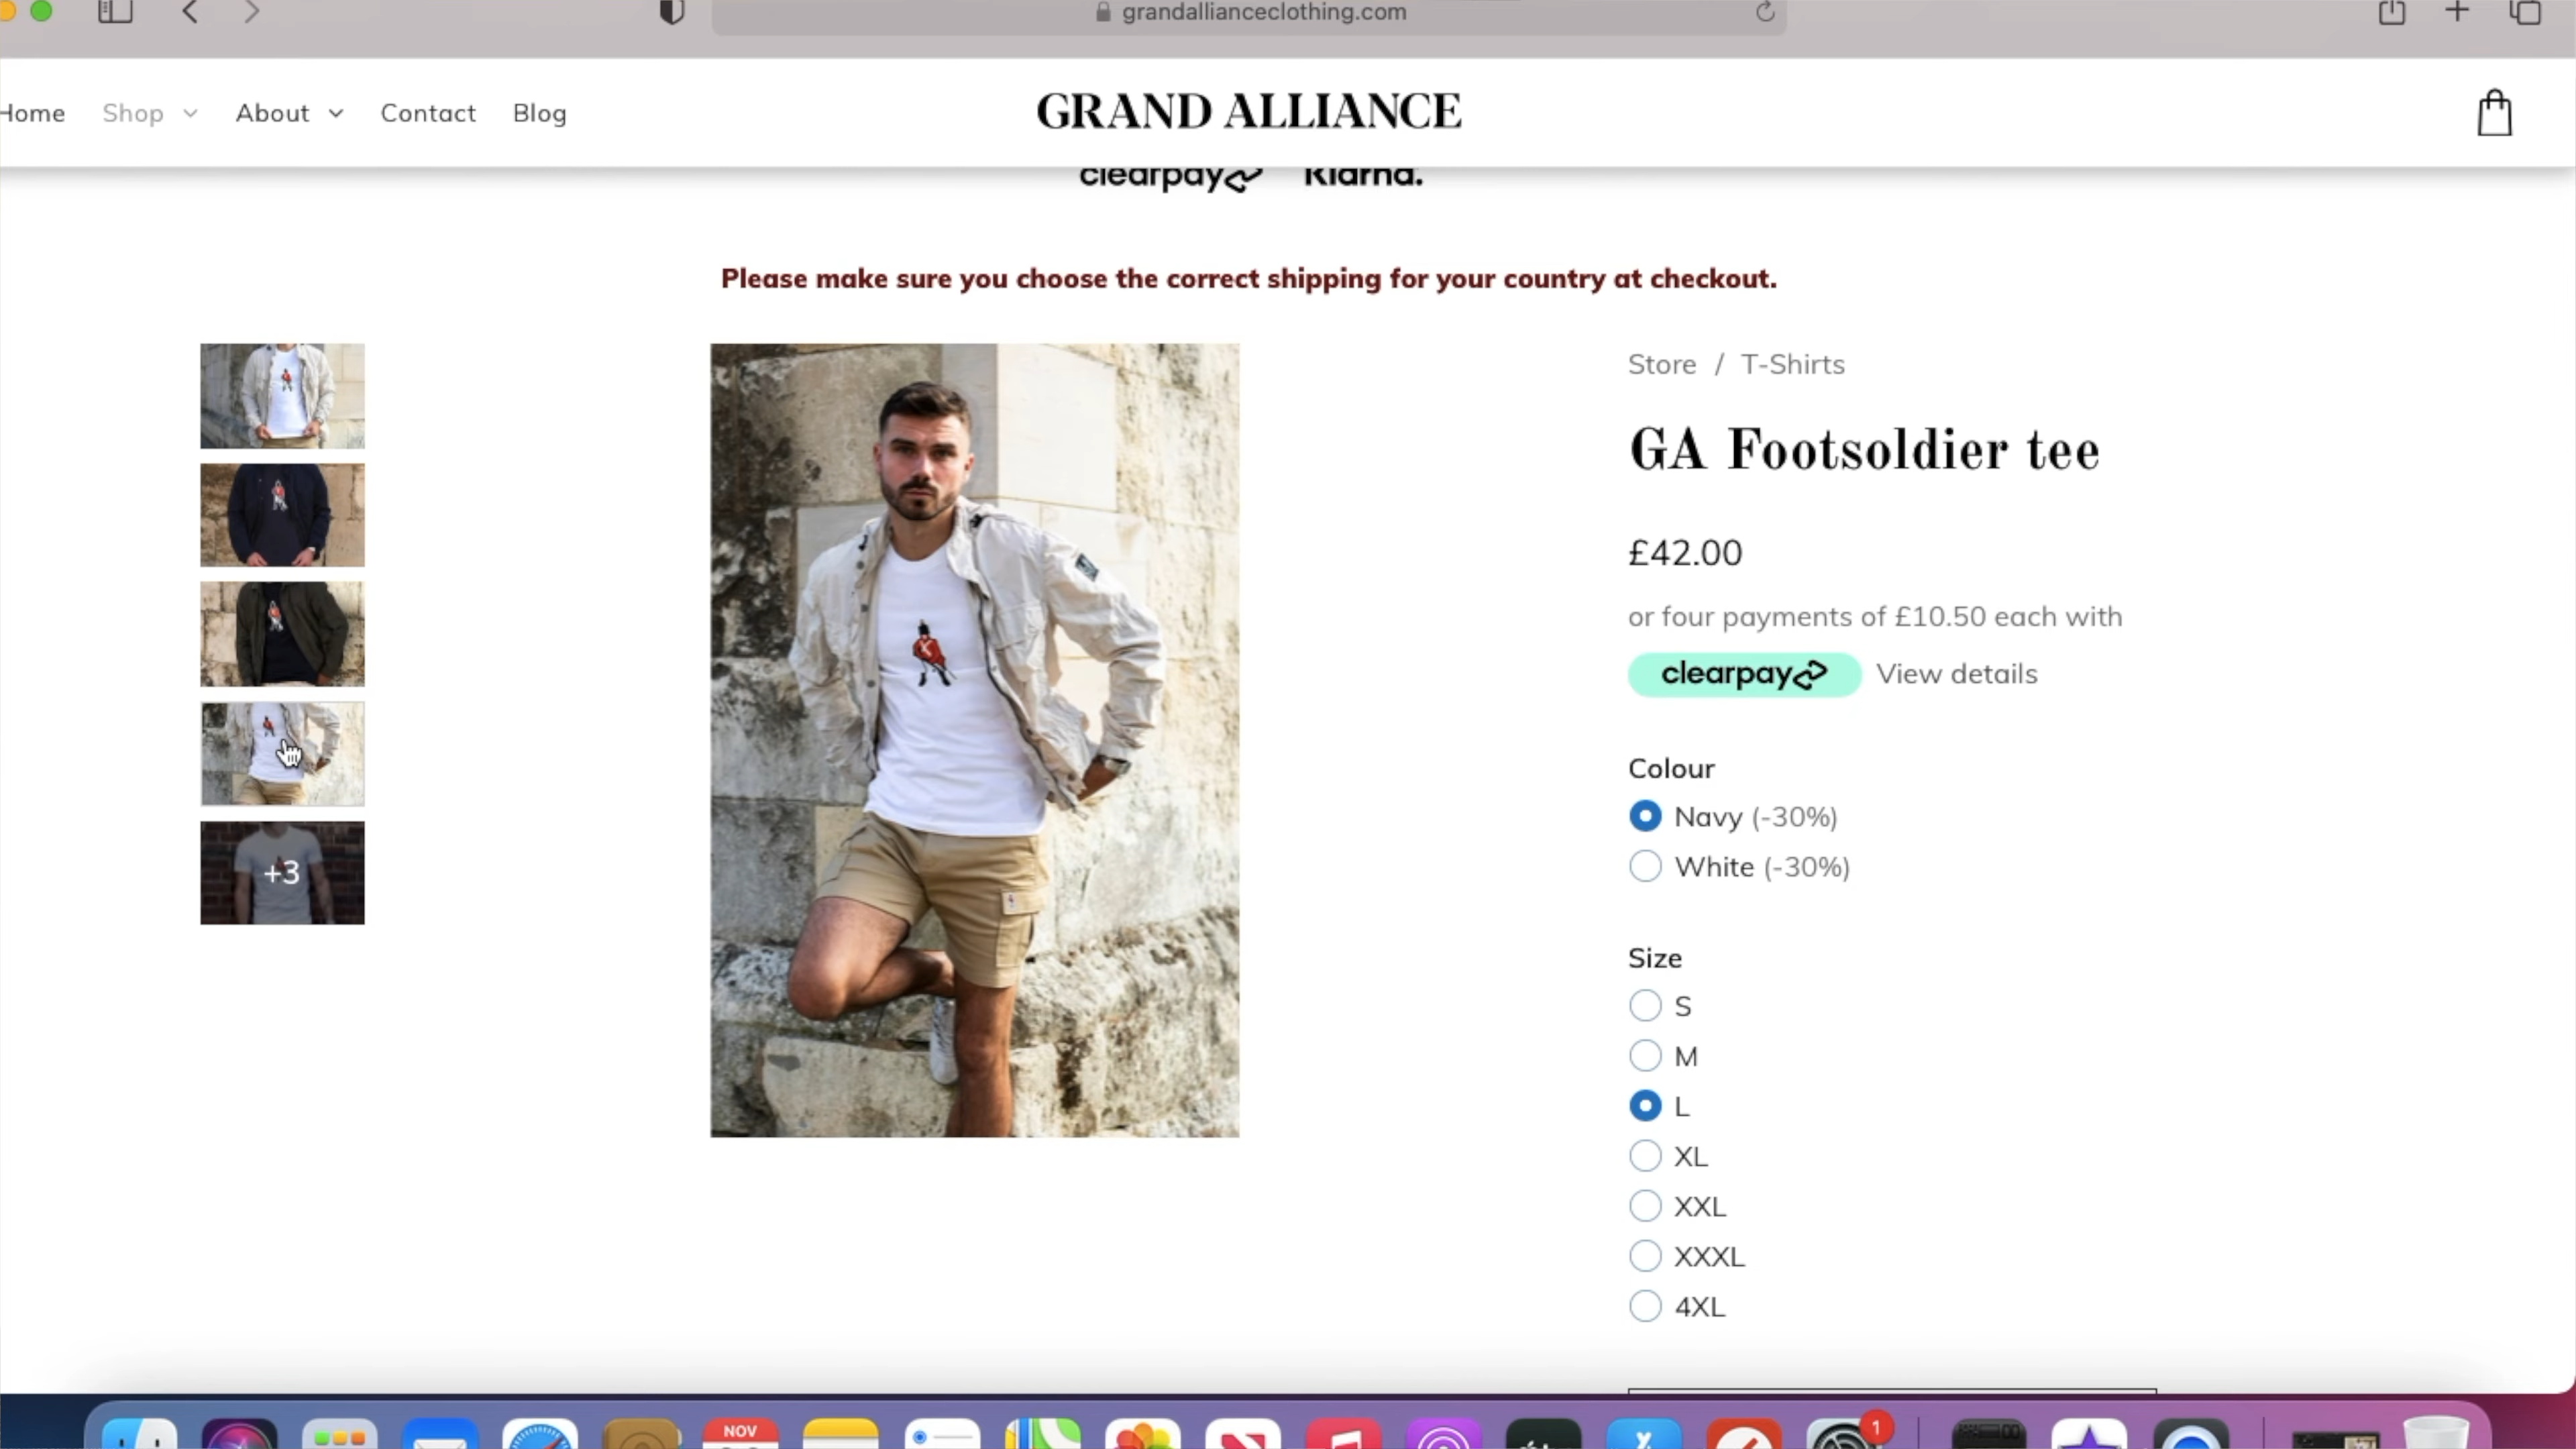 grandallianceclothing.com
Home Shop About Contact Blog
GRAND ALLIANCE
clearpay Klarna.
Please make sure you choose the correct shipping for your country at checkout.
Store / T-Shirts
GA Footsoldier tee
£42.00
or four payments of £10.50 each with
clearpay View details
Colour
Navy (-30%)
White (-30%)
+3
Size
S
M
L
XL
XXL
XXXL
4XL
NOV
1